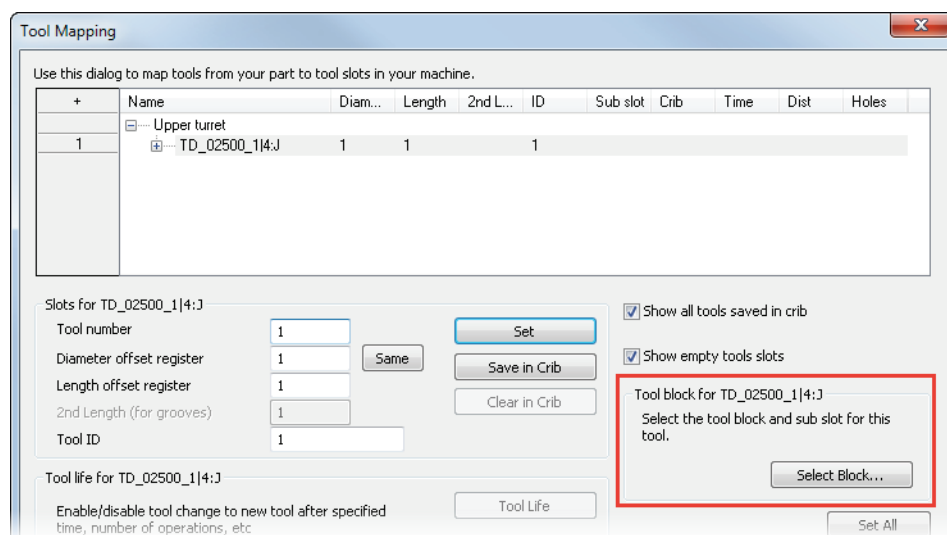 Tool Mapping
Use this dialog to map tools from your part to tool slots in your machine.
+ Name Diam... Length 2nd L... ID Sub slot Crib Time Dist Holes
Upper turret
1 TD_02500_1|4:J 1 1 1
Slots for TD_02500_1|4:J
Tool number 1 Set
Diameter offset register 1 Same Save in Crib
Length offset register 1 Clear in Crib
2nd Length (for grooves) 1
Tool ID 1
Show all tools saved in crib
Show empty tools slots
Tool block for TD_02500_1|4:J
Select the tool block and sub slot for this
tool.
Select Block...
Tool life for TD_02500_1|4:J
Enable/disable tool change to new tool after specified
time, number of operations, etc
Tool Life
Set All